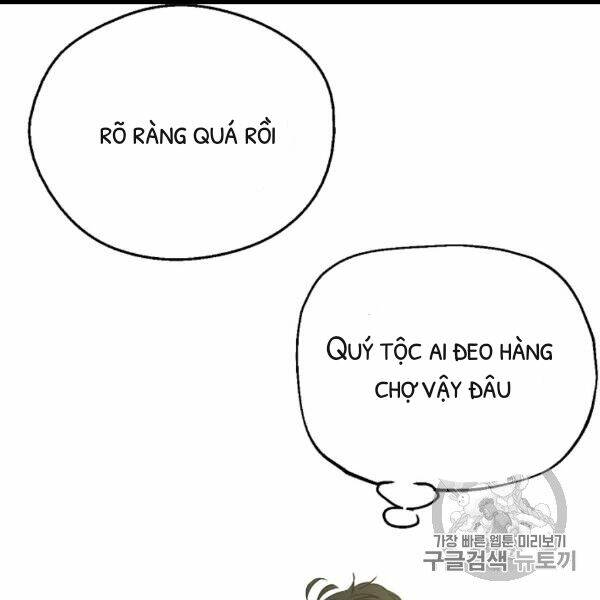 RÕ RÀNG QUÁ RỒI
QUÝ TỘC AI ĐEO HÀNG
CHỢ VẬY ĐÂU
가장 빠른 웹툰 미리보기
구글검색 뉴토끼